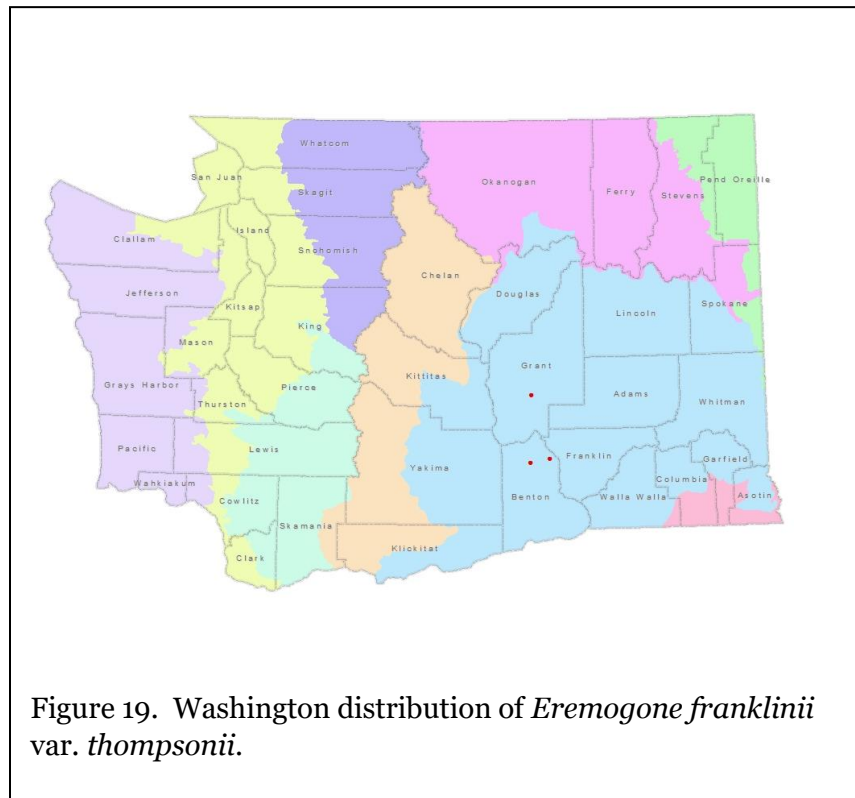 Whatcom
San Juan
Skagit
Okanogan
Ferry
Stevens
Pend Oreille
Island
Clallam
Snohomish
Chelan
Jefferson
Douglas
Kitsap
Lincoln
Spokane
King
Mason
Grant
Kittitas
Grays Harbor
Pierce
Adams
Whitman
Thurston
Pacific
Lewis
Franklin
Garfield
Yakima
Columbia
Wahkiakum
Benton
Walla Walla
Asotin
Cowlitz
Skamania
Klickitat
Clark
Figure 19. Washington distribution of Eremogone franklinii
var. thompsonii.